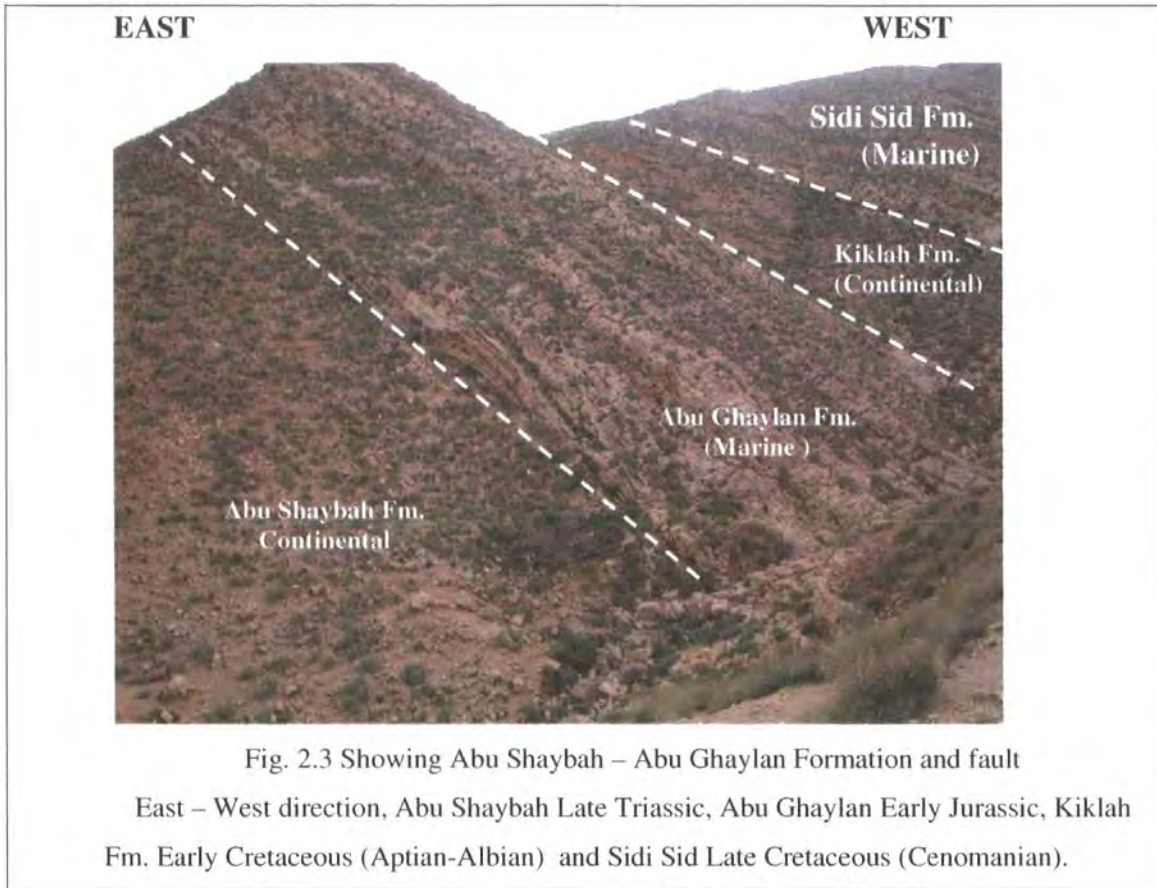 EAST
WEST
Sidi Sid Fm.
(Marine)
Kiklah Fm.
(Continental)
Abu Ghaylan Fm.
(Marine )
Abu Shaybah Fm.
Continental
Fig. 2.3 Showing Abu Shaybah – Abu Ghaylan Formation and fault
East – West direction, Abu Shaybah Late Triassic, Abu Ghaylan Early Jurassic, Kiklah
Fm. Early Cretaceous (Aptian-Albian) and Sidi Sid Late Cretaceous (Cenomanian).